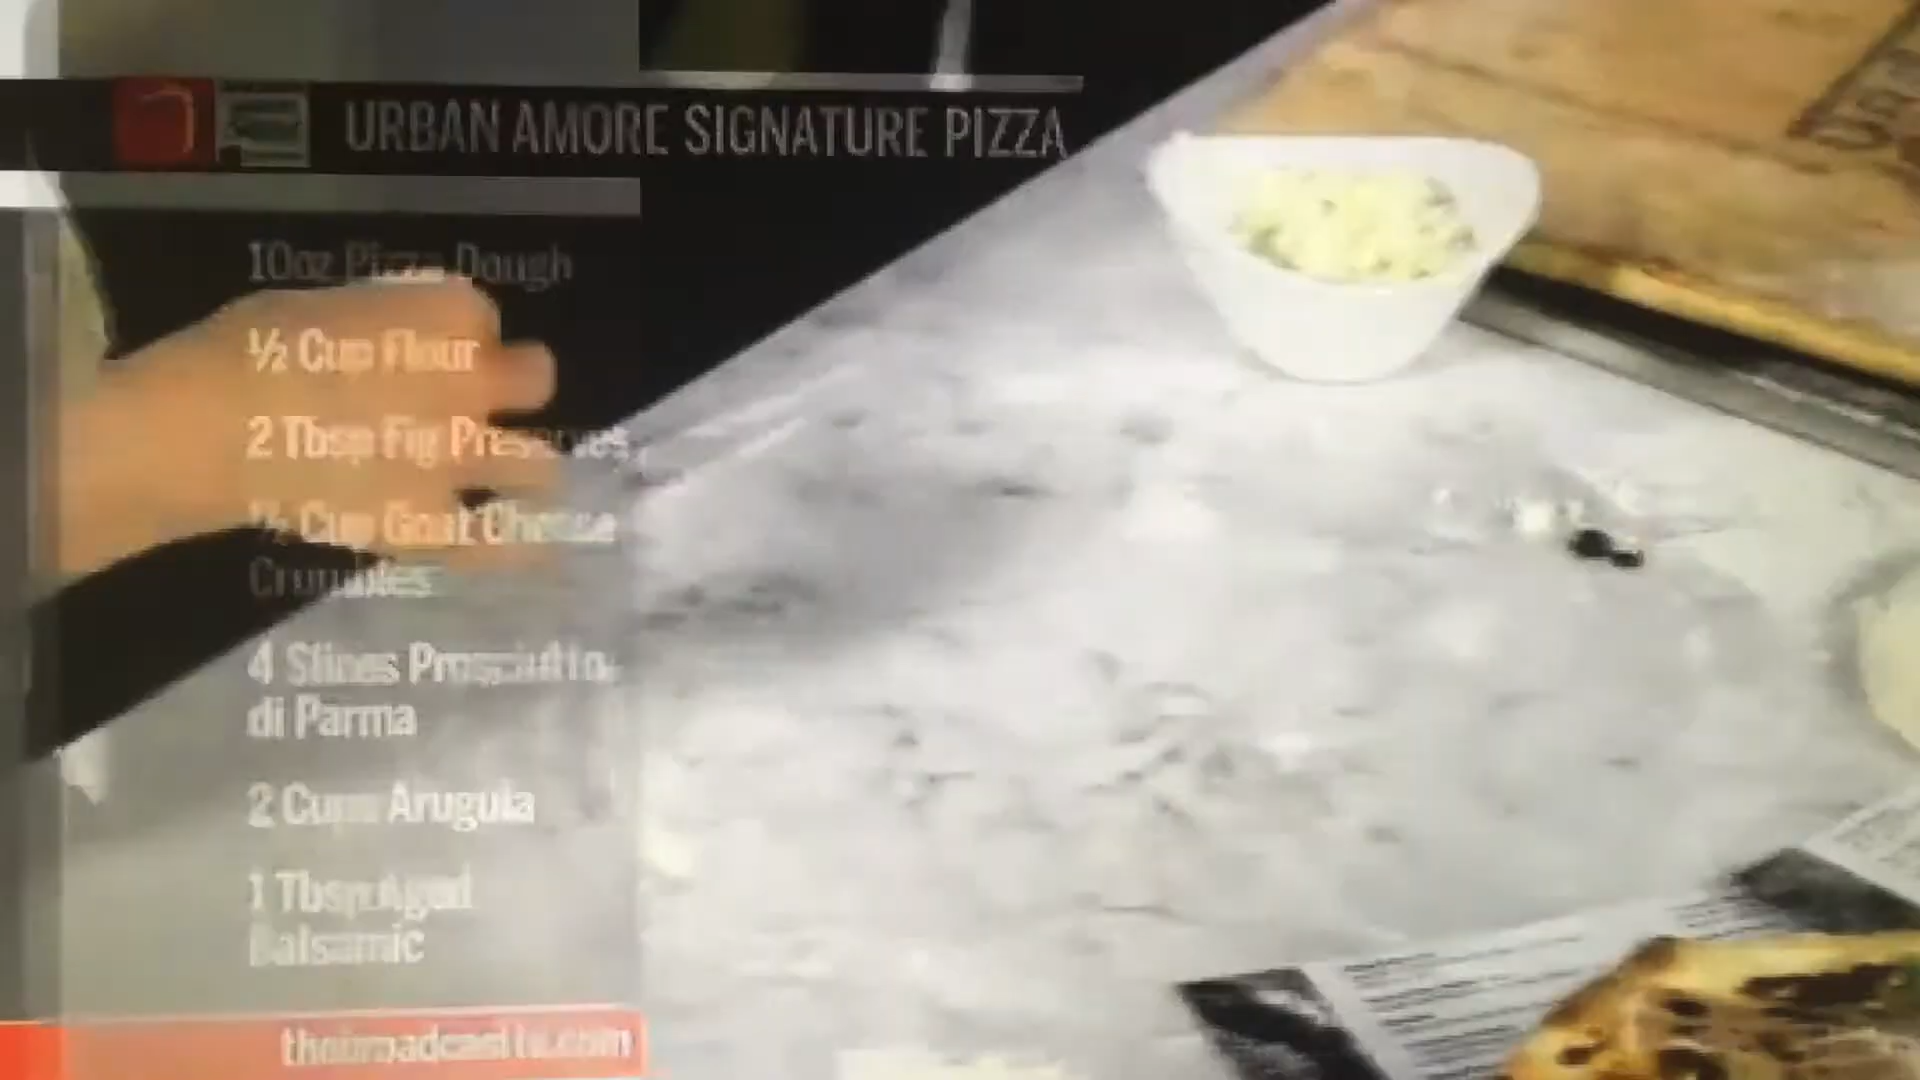 URBAN AMORE SIGNATURE PIZZA
10oz Pizza Dough
½ Cup Flour
2 Tbsp Fig Preserves
½ Cup Goat Cheese
Crumbles
4 Slices Prosciutto
di Parma
2 Cups Arugula
1 Tbsp Aged
Balsamic